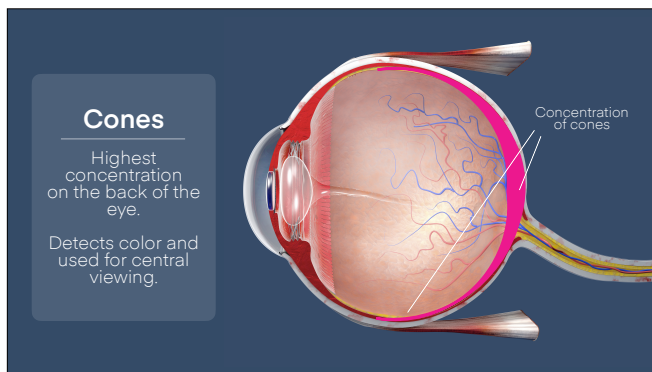 Cones
Highest
concentration
on the back of the
eye.
Detects color and
used for central
viewing.
Concentration
of cones